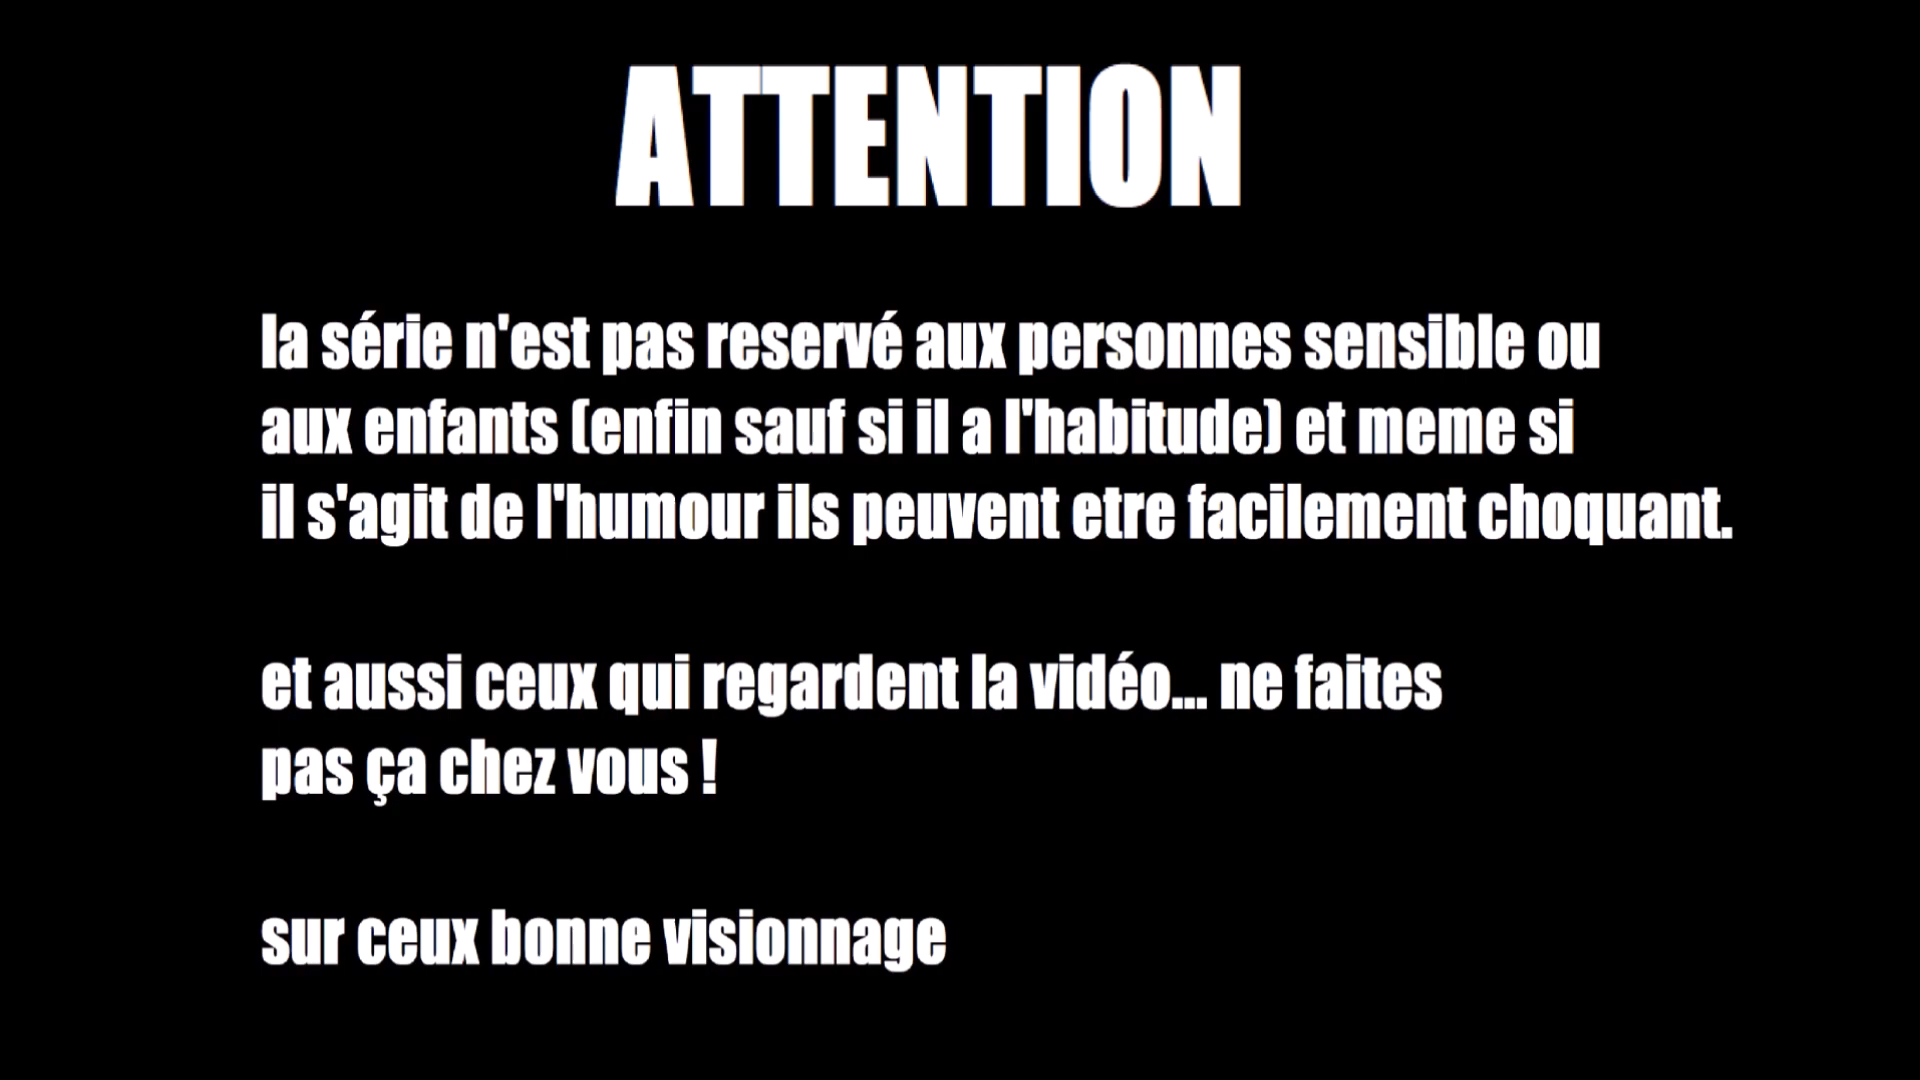 ATTENTION
la série n'est pas reservé aux personnes sensible ou
aux enfants (enfin sauf si il a l'habitude) et meme si
il s'agit de l'humour ils peuvent etre facilement choquant.
et aussi ceux qui regardent la vidéo... ne faites
pas ça chez vous !
sur ceux bonne visionnage